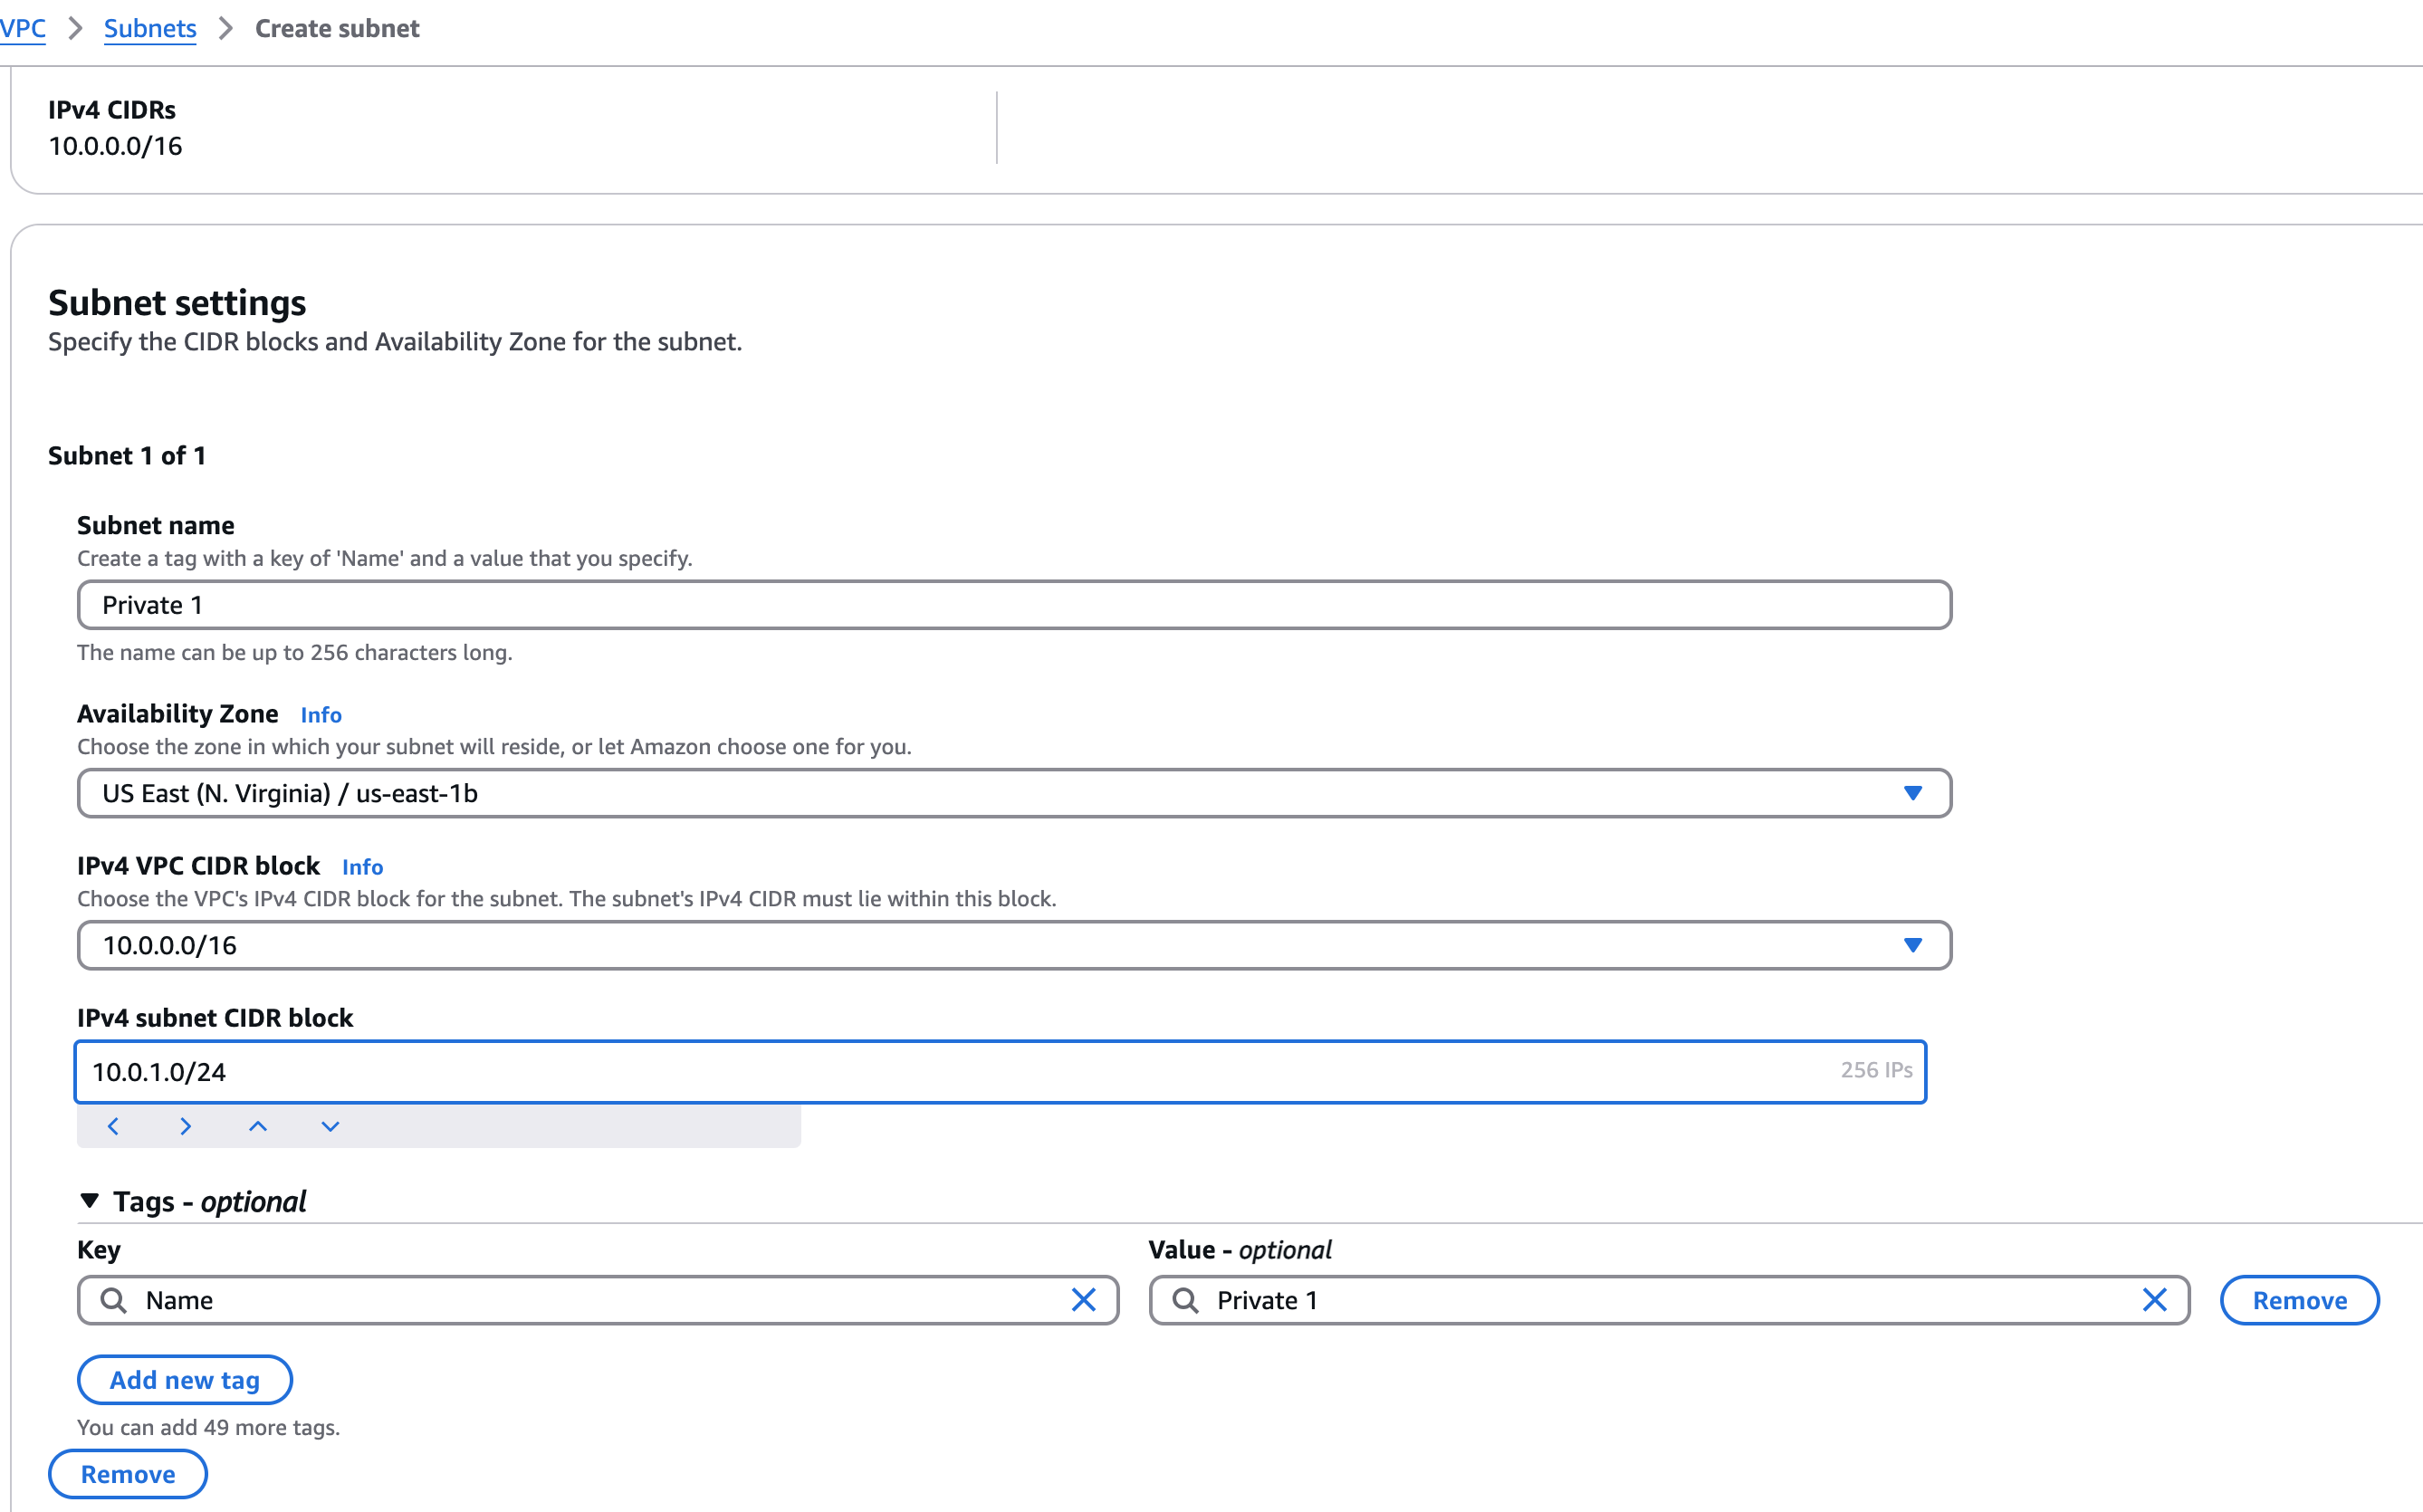 VPC > Subnets > Create subnet
IPv4 CIDRs
10.0.0.0/16
Subnet settings
Specify the CIDR blocks and Availability Zone for the subnet.
Subnet 1 of 1
Subnet name
Create a tag with a key of 'Name' and a value that you specify.
Private 1
The name can be up to 256 characters long.
Availability Zone Info
Choose the zone in which your subnet will reside, or let Amazon choose one for you.
US East (N. Virginia) / us-east-1b
IPv4 VPC CIDR block Info
Choose the VPC's IPv4 CIDR block for the subnet. The subnet's IPv4 CIDR must lie within this block.
10.0.0.0/16
IPv4 subnet CIDR block
10.0.1.0/24 256 IPs
Tags - optional
Key Value - optional
Name Private 1 Remove
Add new tag
You can add 49 more tags.
Remove